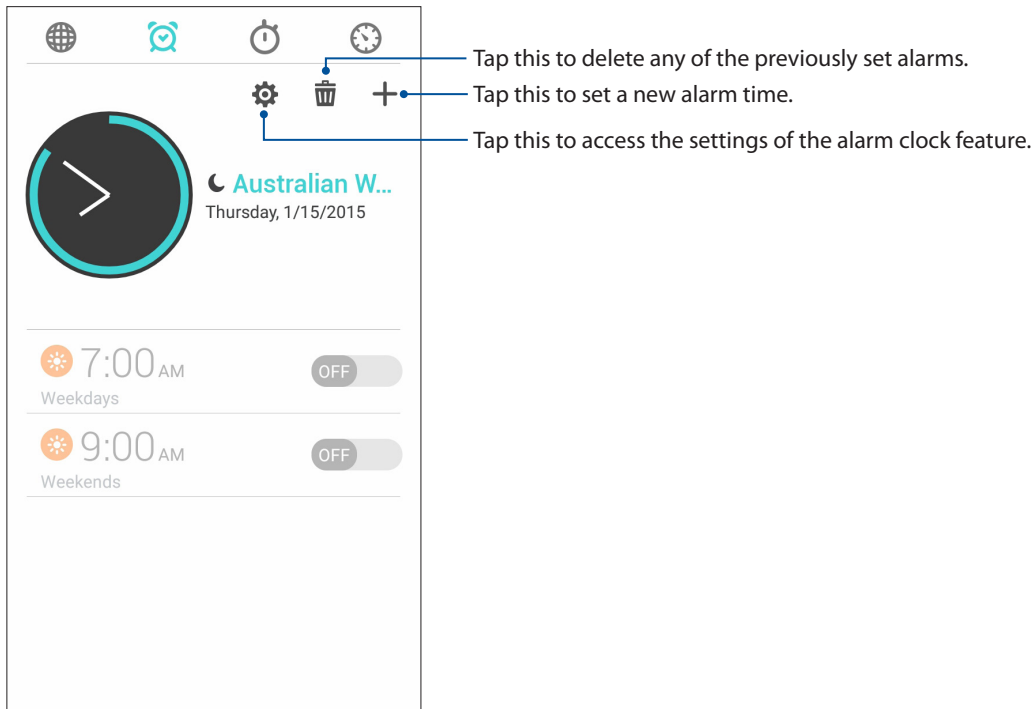 Tap this to delete any of the previously set alarms.
Tap this to set a new alarm time.
Tap this to access the settings of the alarm clock feature.
Australian W...
Thursday, 1/15/2015
7:00 AM
OFF
Weekdays
9:00 AM
OFF
Weekends